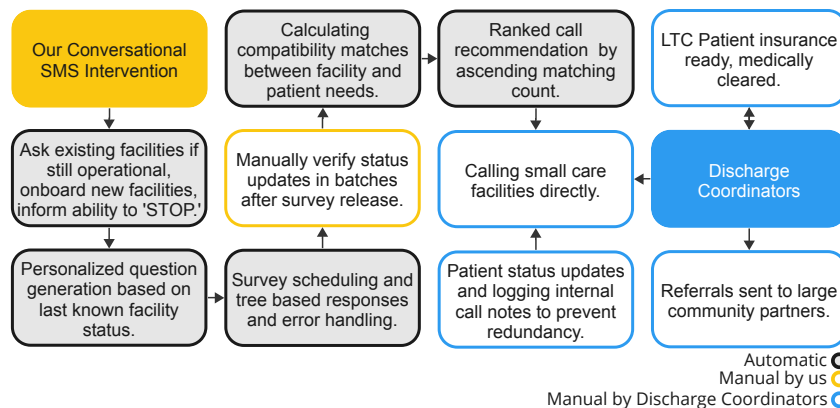 Our Conversational
SMS Intervention
Ask existing facilities if
still operational,
onboard new facilities,
inform ability to 'STOP.'
Personalized question
generation based on
last known facility
status.
Survey scheduling and
tree based responses
and error handling.
Manually verify status
updates in batches
after survey release.
Calculating
compatibility matches
between facility and
patient needs.
Ranked call
recommendation by
ascending matching
count.
Calling small care
facilities directly.
Patient status updates
and logging internal
call notes to prevent
redundancy.
LTC Patient insurance
ready, medically
cleared.
Discharge
Coordinators
Referrals sent to large
community partners.
Automatic
Manual by us
Manual by Discharge Coordinators